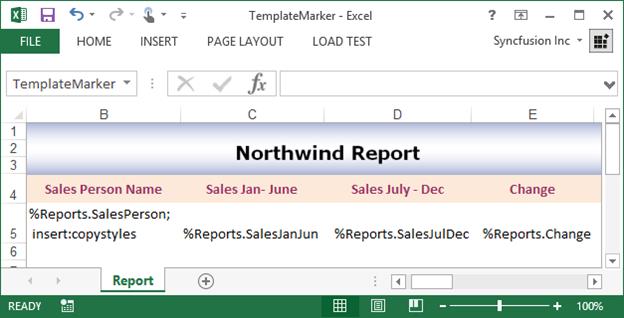 TemplateMarker - Excel
FILE HOME INSERT PAGE LAYOUT LOAD TEST Syncfusion Inc
TemplateMarker fx
B C D E
1
2 Northwind Report
3
4 Sales Person Name Sales Jan- June Sales July - Dec Change
%Reports.SalesPerson;
5 insert:copystyles %Reports.SalesJanJun %Reports.SalesJulDec %Reports.Change
6
Report
READY 100%